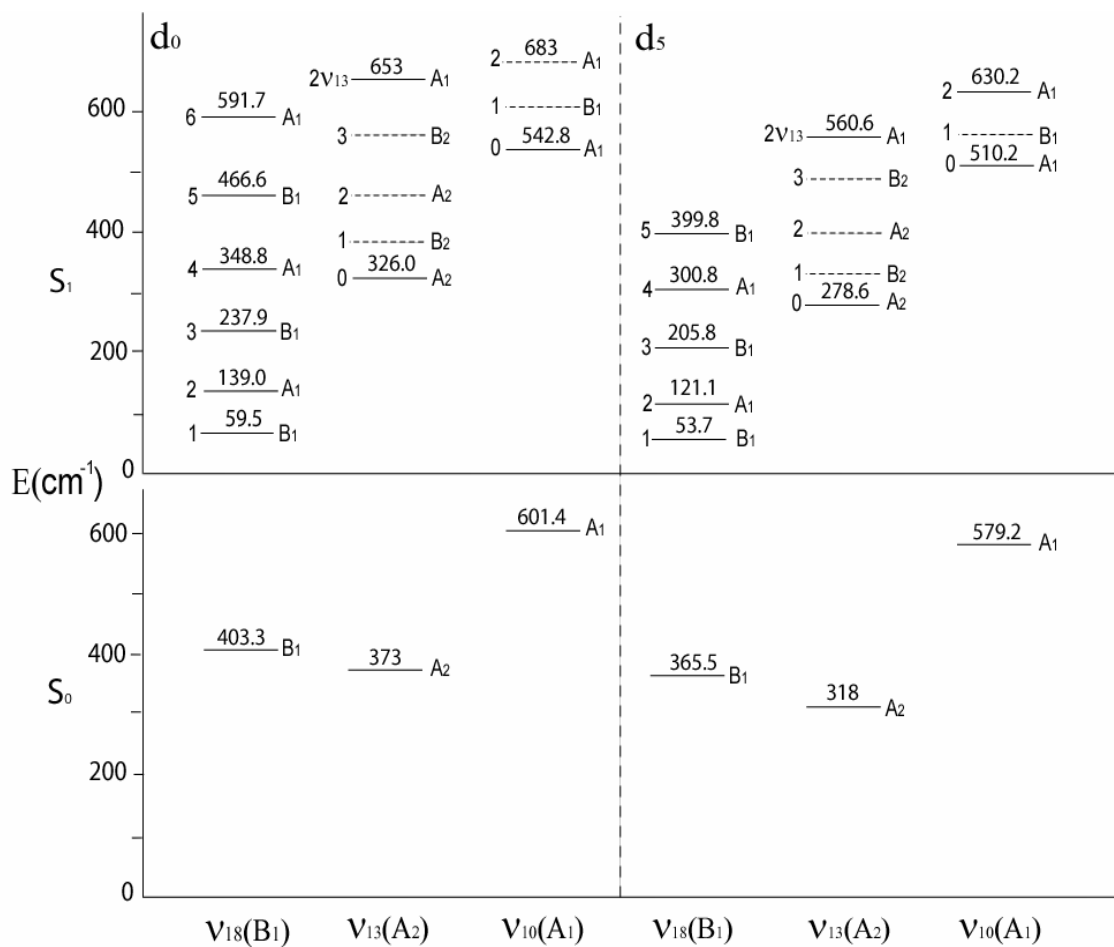 d0
d5
6 591.7 A1
5 466.6 B1
4 348.8 A1
3 237.9 B1
2 139.0 A1
1 59.5 B1
2ν13 653 A1
3 B2
2 A2
1 B2
0 326.0 A2
2 683 A1
1 B1
0 542.8 A1
5 399.8 B1
4 300.8 A1
3 205.8 B1
2 121.1 A1
1 53.7 B1
2ν13 560.6 A1
3 B2
2 A2
1 B2
0 278.6 A2
2 630.2 A1
1 B1
0 510.2 A1
600
400
S1
200
0
E(cm-1)
600
400
S0
200
0
403.3 B1
373 A2
601.4 A1
365.5 B1
318 A2
579.2 A1
ν18(B1) ν13(A2) ν10(A1) ν18(B1) ν13(A2) ν10(A1)